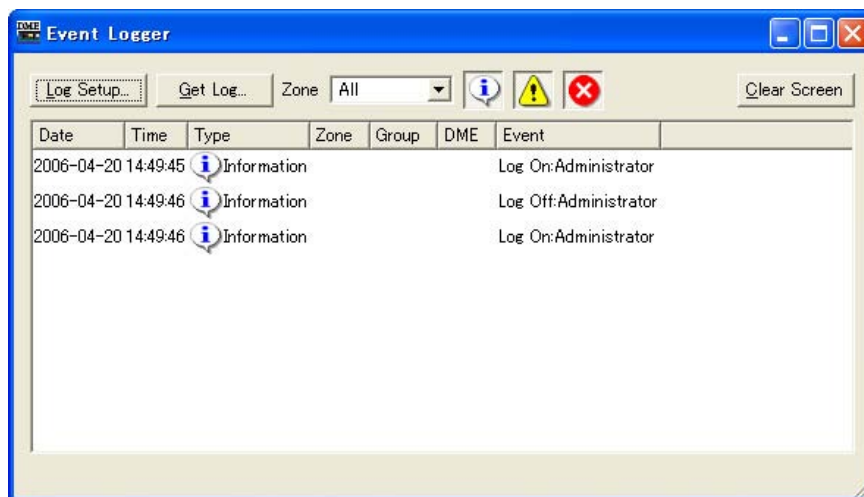 DME Event Logger
Log Setup... Get Log... Zone All Clear Screen
Date Time Type Zone Group DME Event
2006-04-20 14:49:45 Information Log On:Administrator
2006-04-20 14:49:46 Information Log Off:Administrator
2006-04-20 14:49:46 Information Log On:Administrator